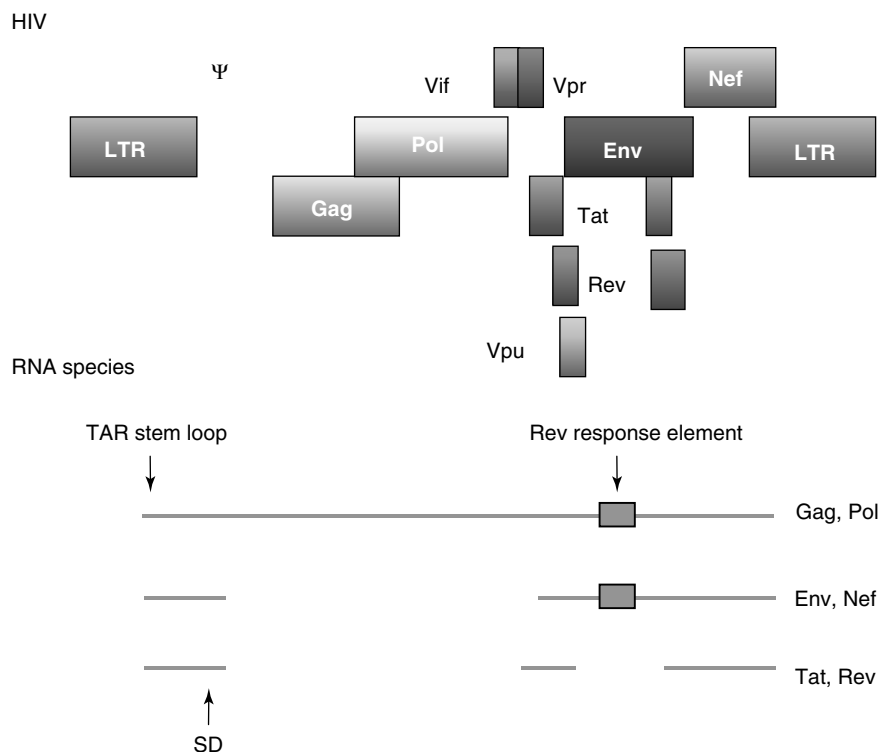 HIV
Ψ
Vif
Vpr
Nef
LTR
Pol
Env
LTR
Gag
Tat
Rev
Vpu
RNA species
TAR stem loop
Rev response element
Gag, Pol
Env, Nef
Tat, Rev
SD